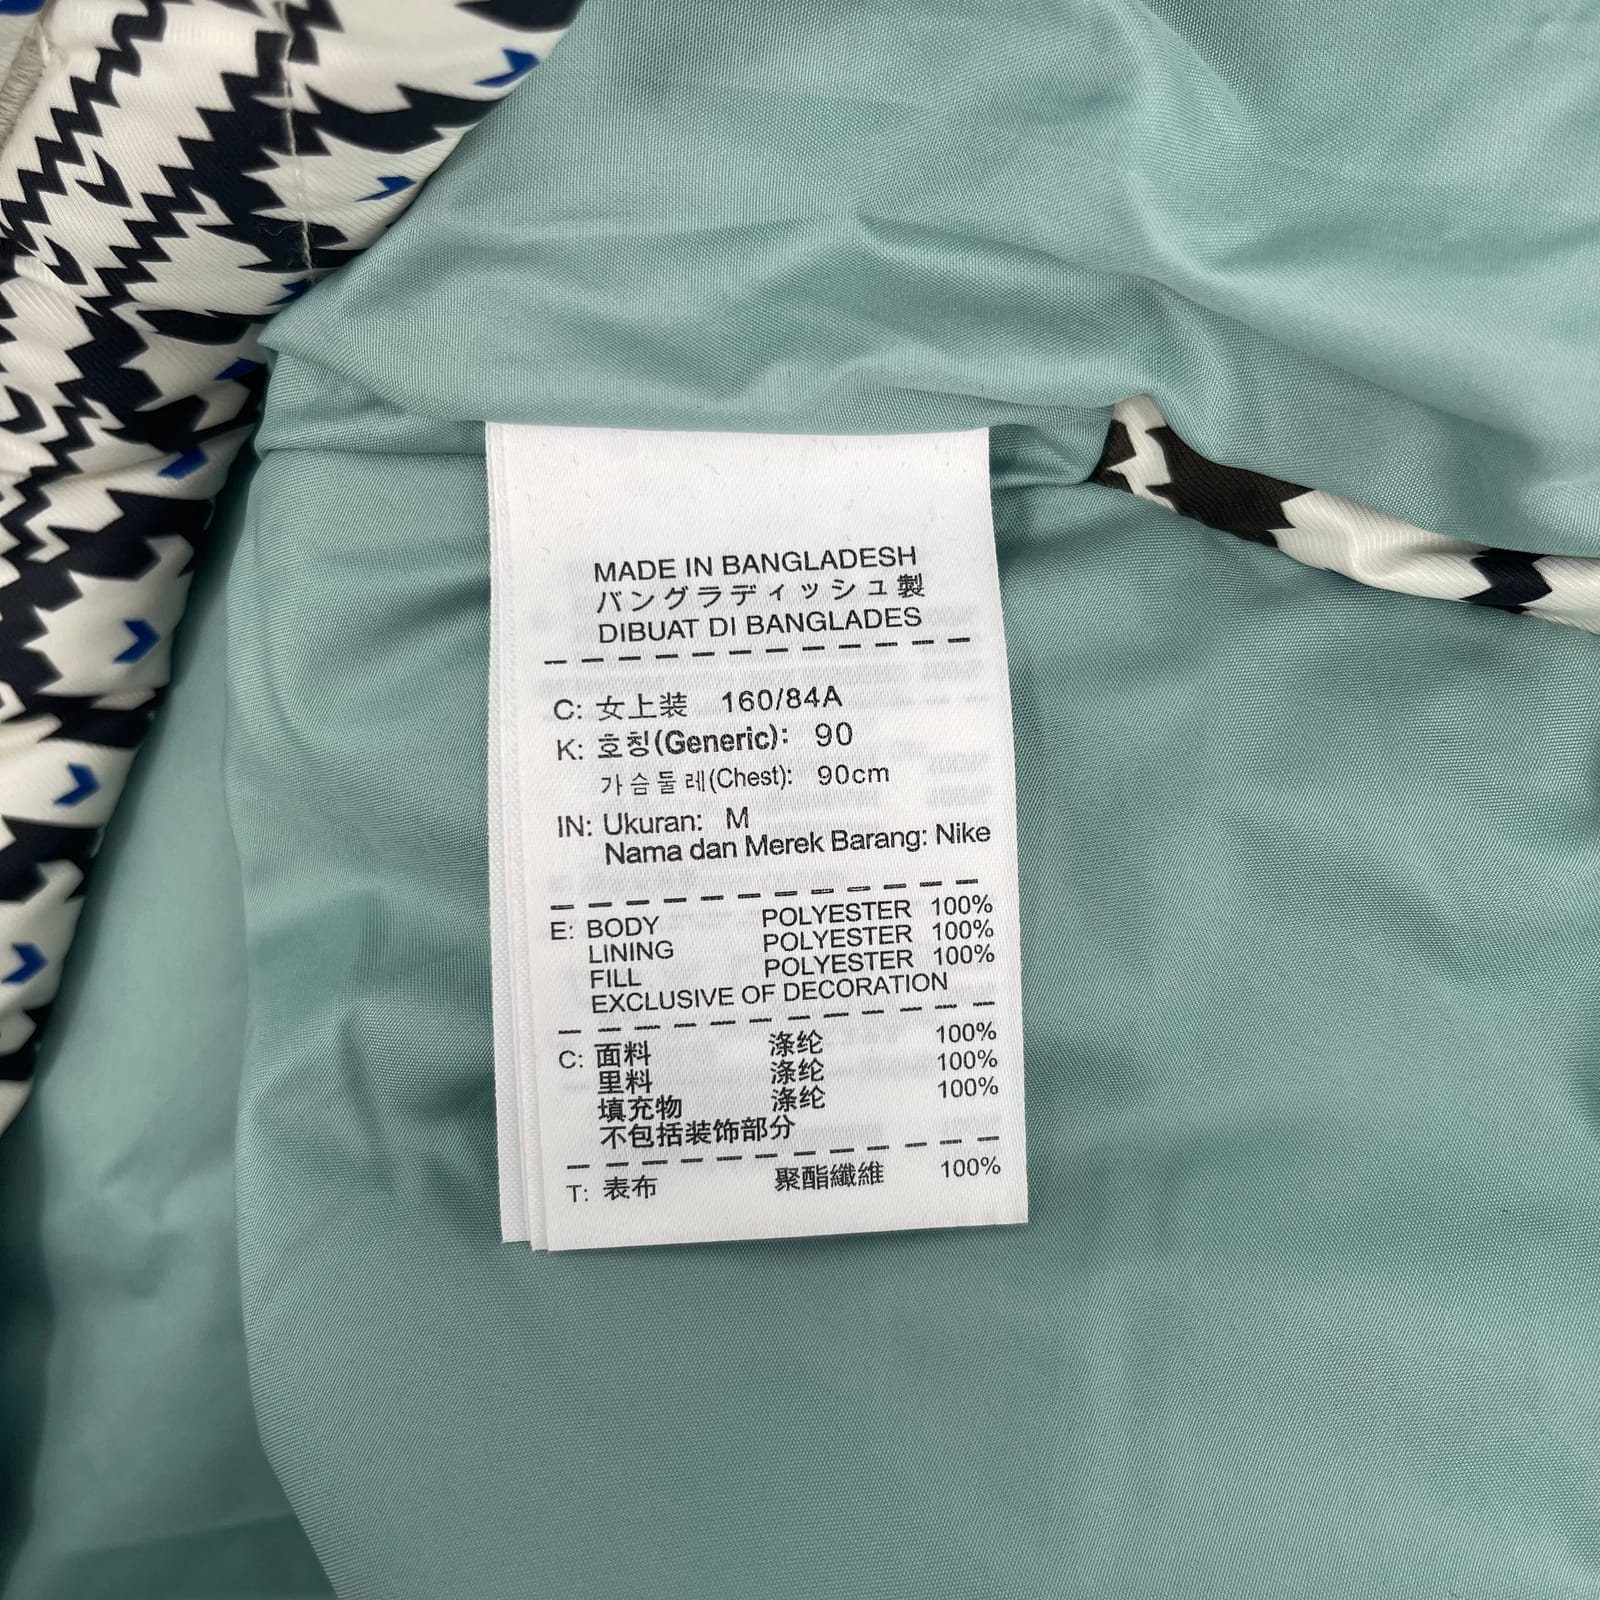 MADE IN BANGLADESH
バングラディッシュ製
DIBUAT DI BANGLADES
C: 女上装 160/84A
K: 호칭(Generic): 90
가슴둘레(Chest): 90cm
IN: Ukuran: M
Nama dan Merek Barang: Nike
E: BODY POLYESTER 100%
LINING POLYESTER 100%
FILL POLYESTER 100%
EXCLUSIVE OF DECORATION
C: 面料 涤纶 100%
里料 涤纶 100%
填充物 涤纶 100%
不包括装饰部分
T: 表布 聚酯纖維 100%